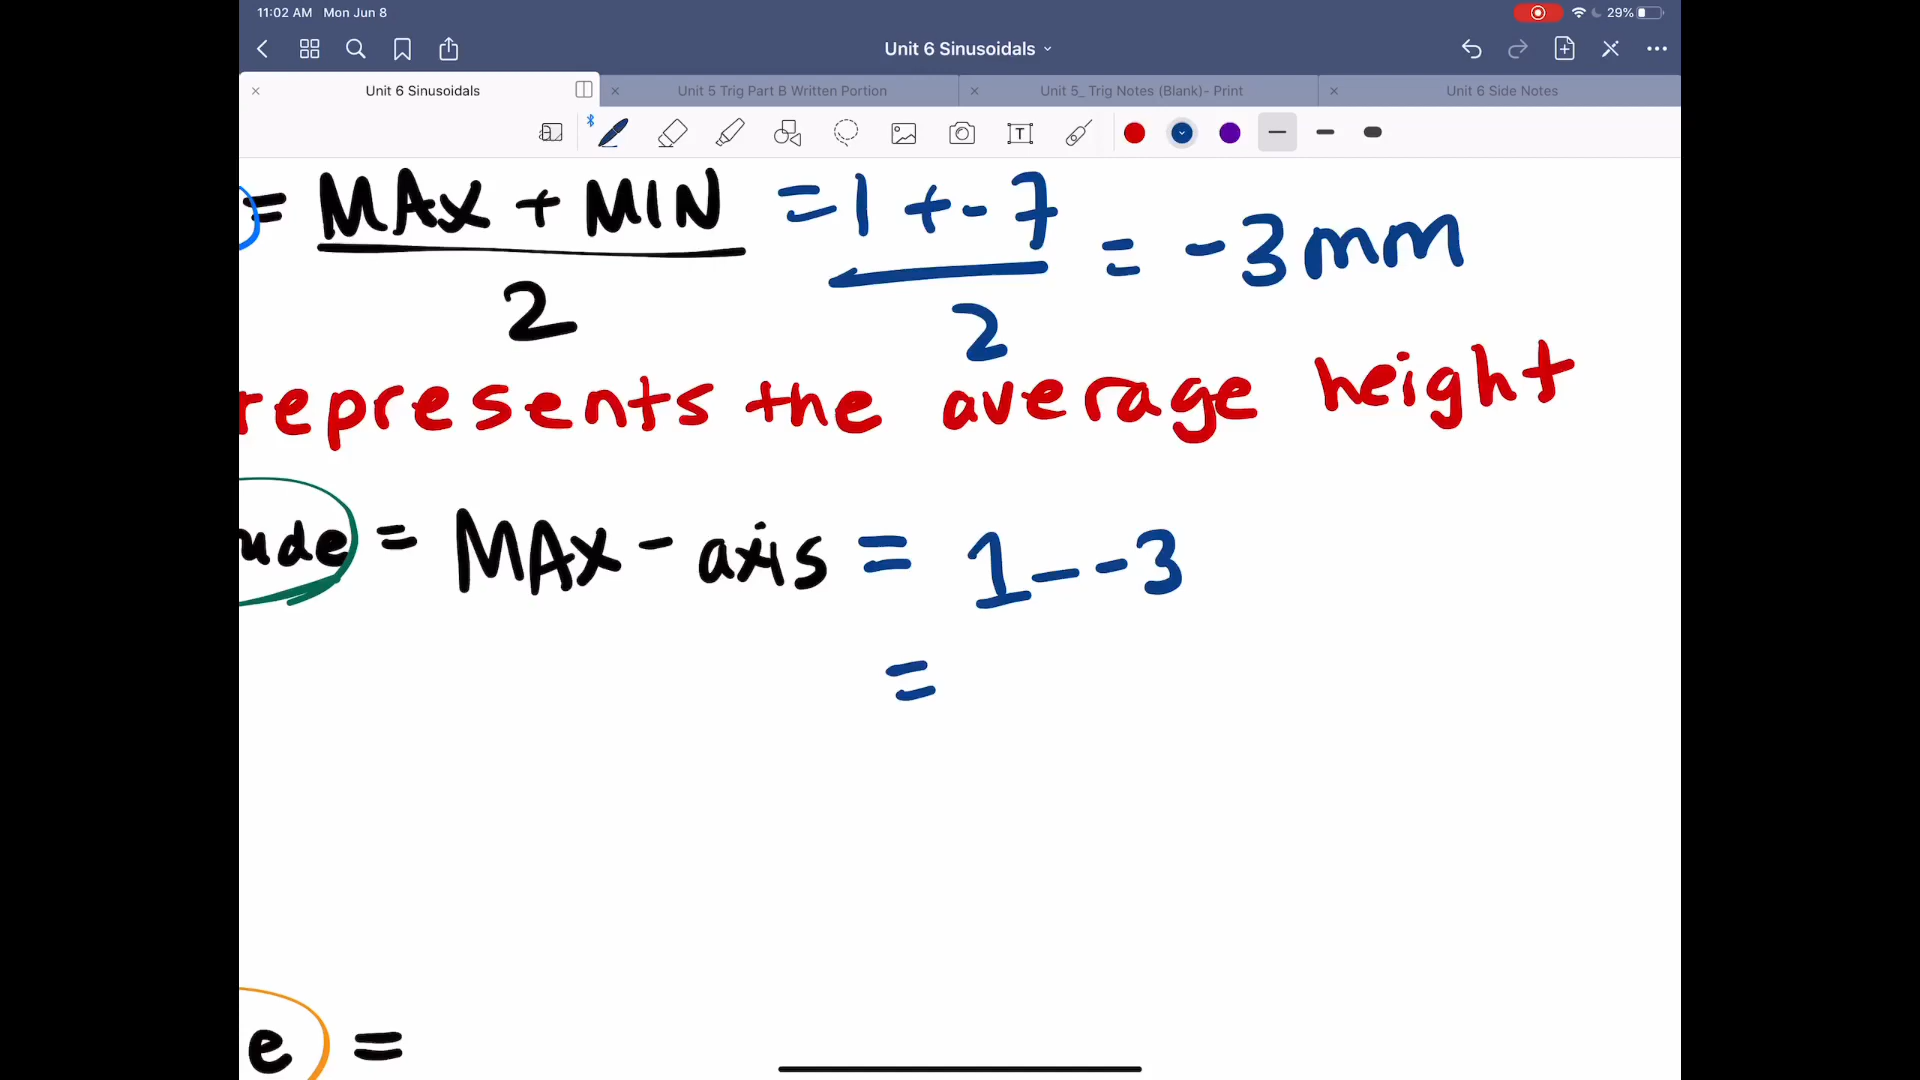 11:02 AM Mon Jun 8
29%
Unit 6 Sinusoidals
Unit 6 Sinusoidals
Unit 5 Trig Part B Written Portion
Unit 5_ Trig Notes (Blank)- Print
Unit 6 Side Notes
= MAX + MIN = 1 + - 7 = - 3 mm
2 2
represents the average height
ude = MAX - axis = 1 - - 3
=
e =